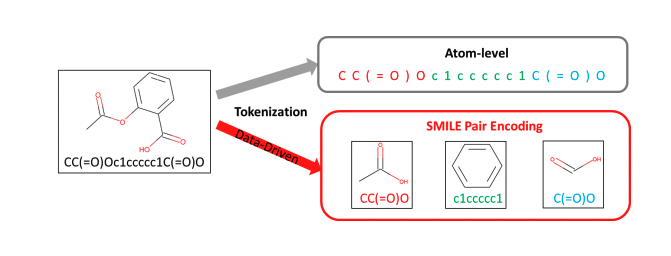 Atom-level
C C ( = O ) O c 1 c c c c c 1 C ( = O ) O
Tokenization
Data-Driven
SMILE Pair Encoding
O
O
HO
O
CC(=O)Oc1ccccc1C(=O)O
O
OH
CC(=O)O
c1ccccc1
O
OH
C(=O)O